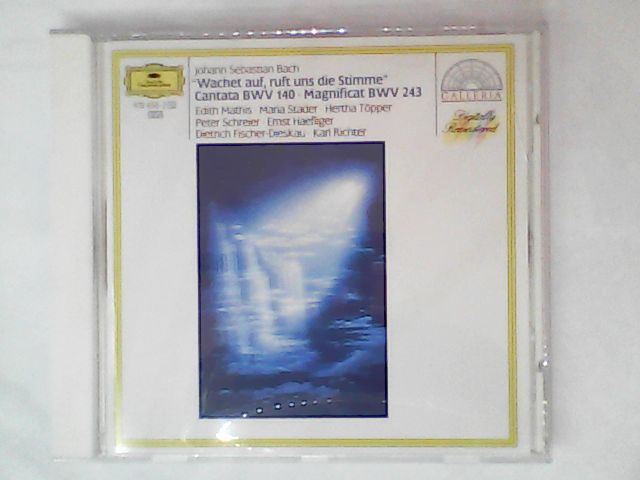 Johann Sebastian Bach
"Wachet auf, ruft uns die Stimme"
Cantata BWV 140 · Magnificat BWV 243
Edith Mathis Maria Stader Hertha Töpper
Peter Schreier Ernst Haefliger
Dietrich Fischer-Dieskau Karl Richter
GALLERIA
Digitally
Remastered